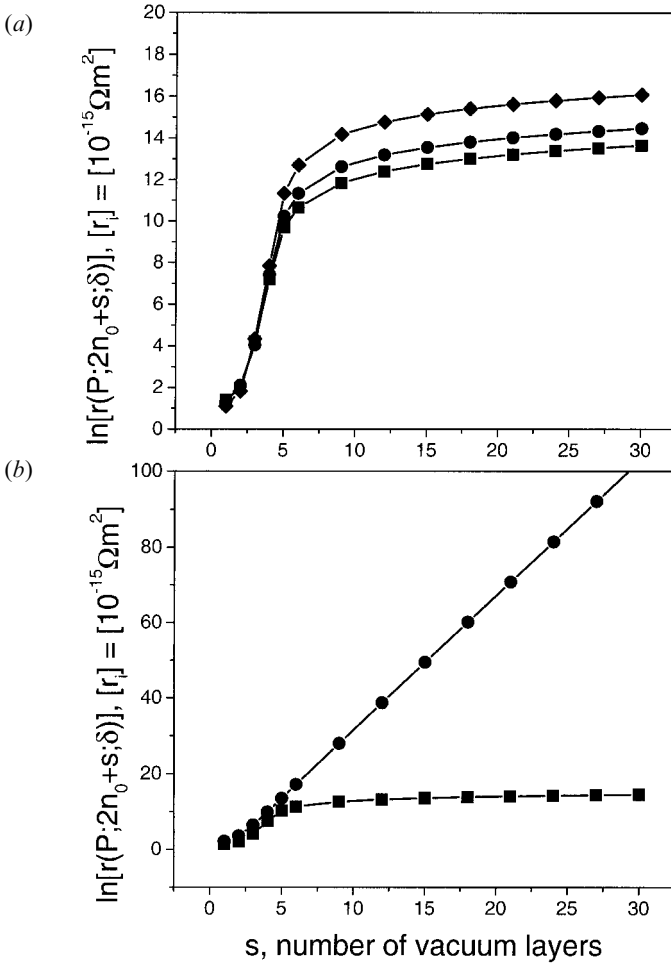 (a)
ln[r(P;2n₀+s;δ)], [rᵢ] = [10⁻¹⁵Ωm²]
20
18
16
14
12
10
8
6
4
2
0
0 5 10 15 20 25 30
(b)
ln[r(P;2n₀+s;δ)], [rᵢ] = [10⁻¹⁵Ωm²]
100
80
60
40
20
0
0 5 10 15 20 25 30
s, number of vacuum layers